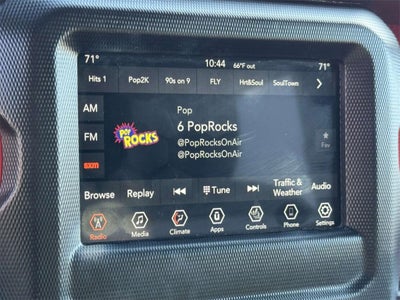 71° 10:44 66°F out 71°
Hits 1 Pop2K 90s on 9 FLY Hrt&Soul SoulTown
AM
FM
sxm
POP ROCKS
Pop
6 PopRocks
@PopRocksOnAir
@PopRocksOnAir
Fav
Browse Replay Tune Traffic & Weather Audio
Radio Media Climate Apps Controls Phone Settings